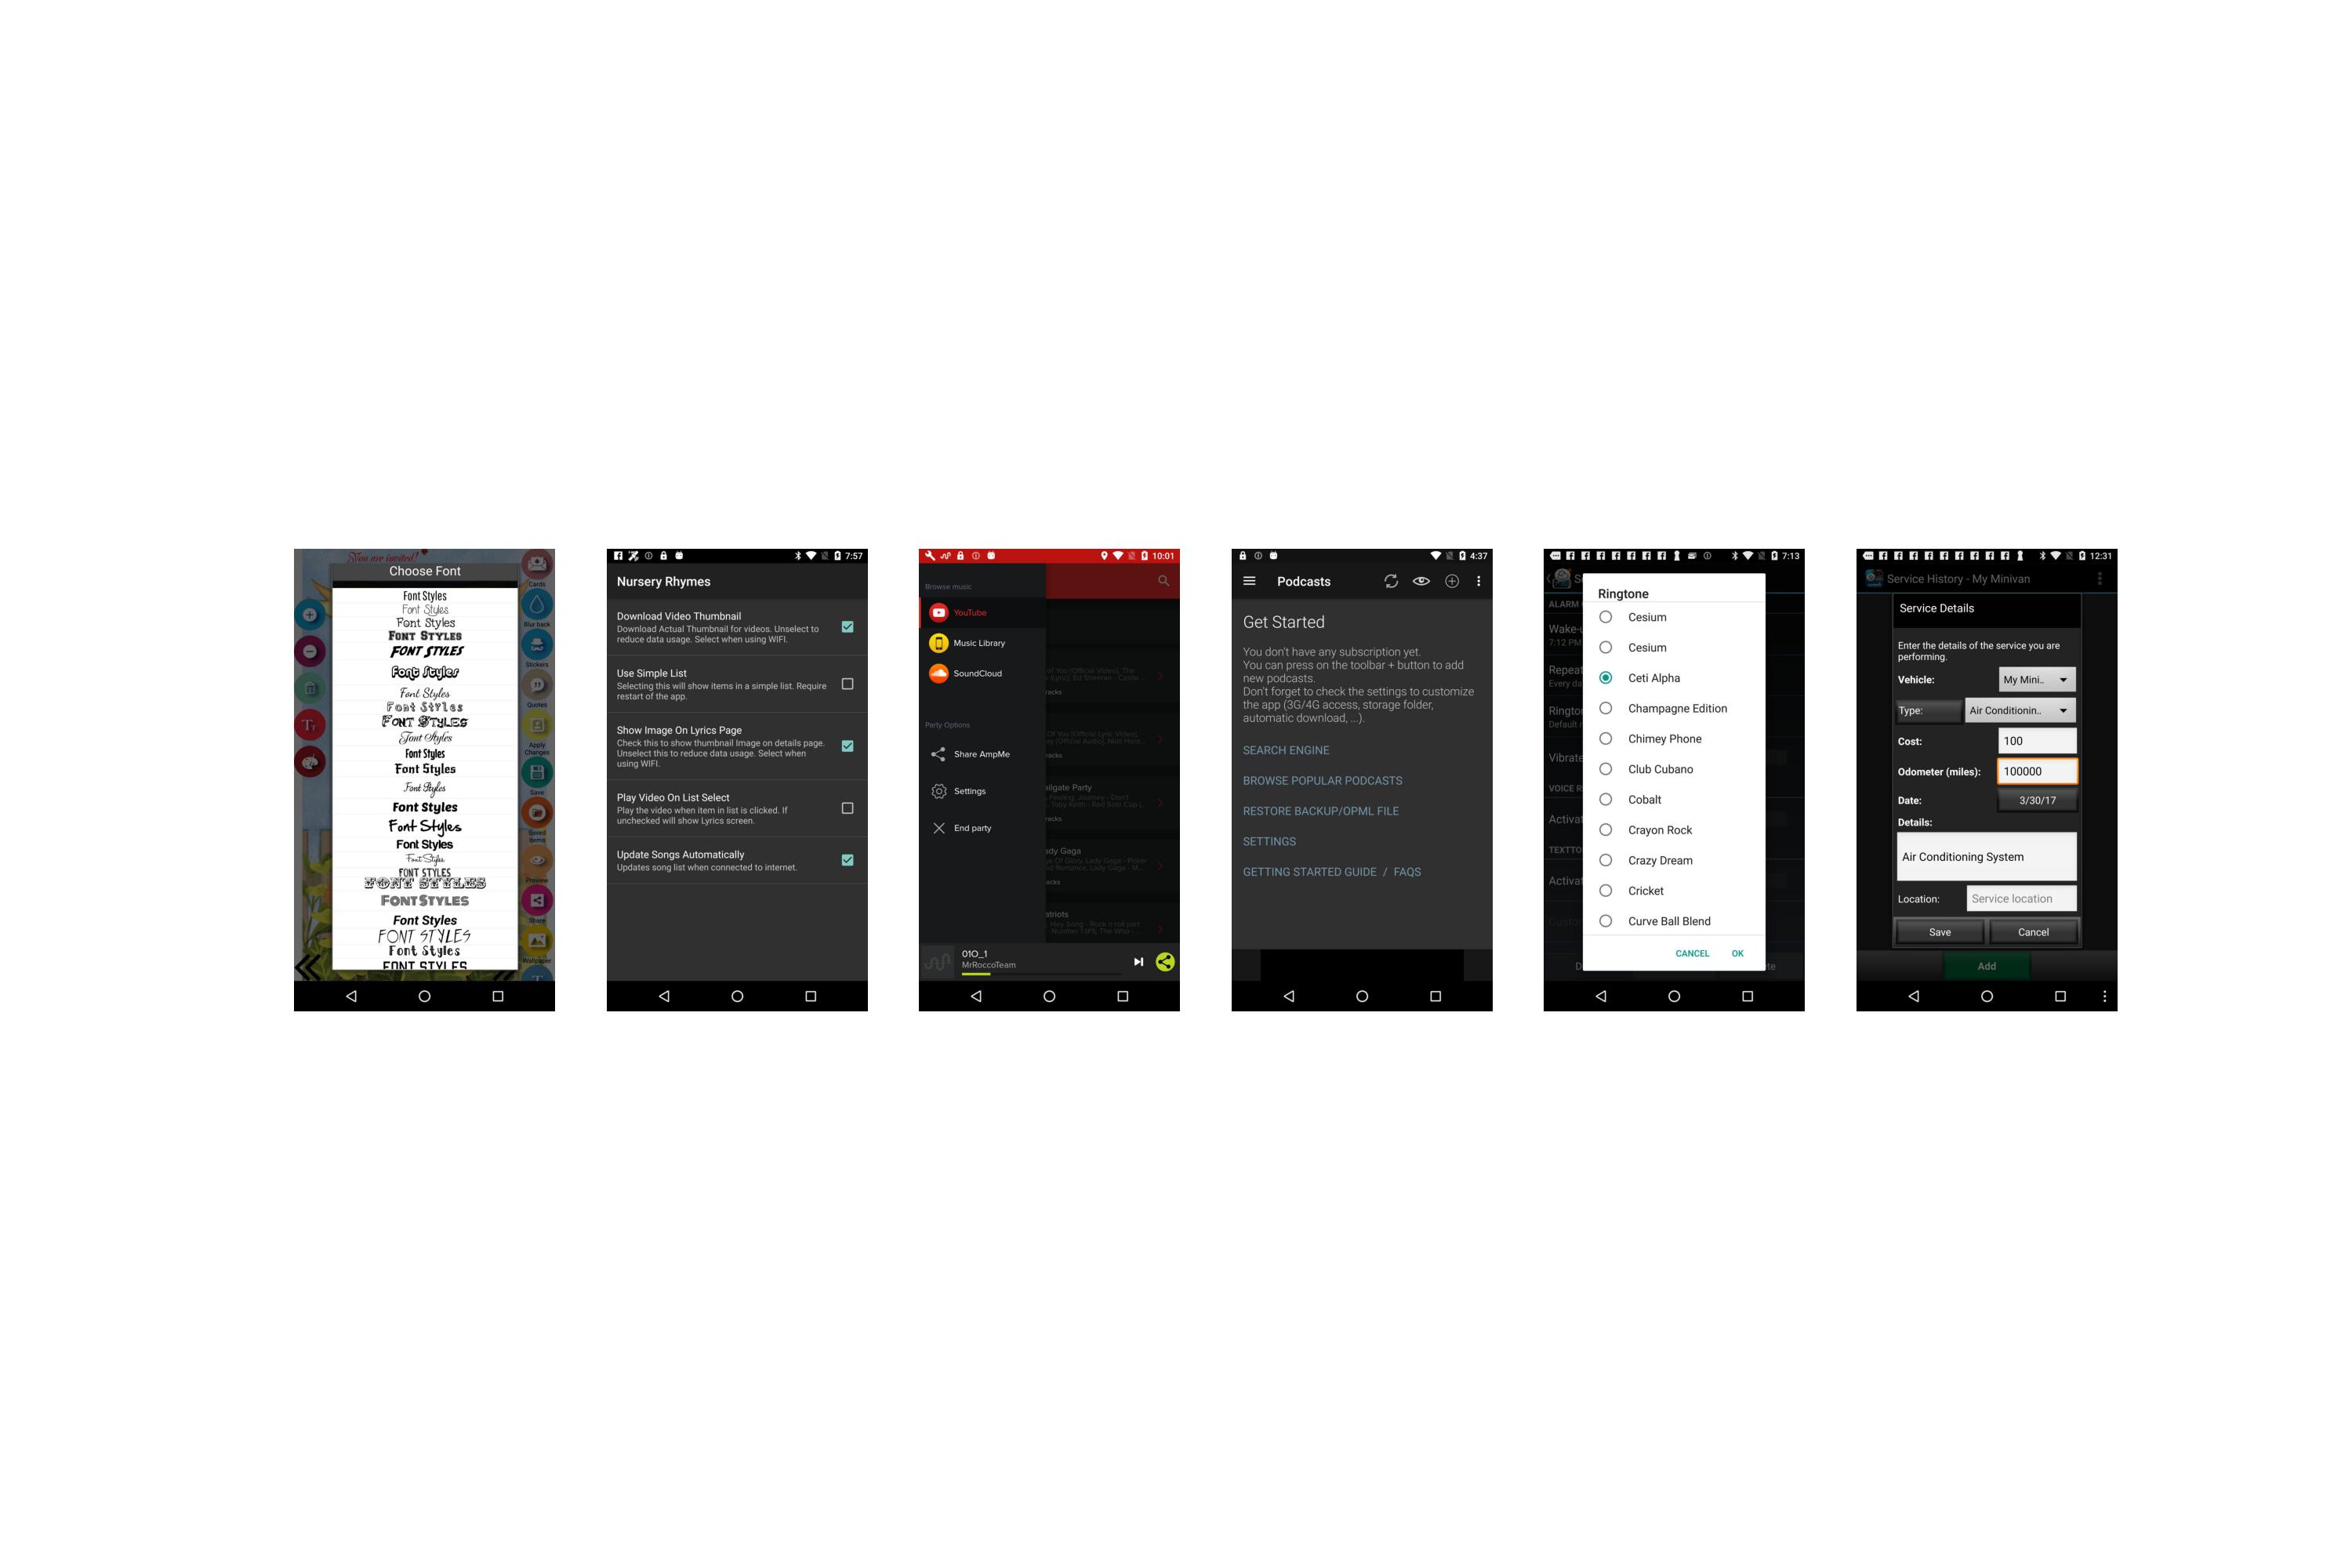 You are invited!
Choose Font
Font Styles
Font Styles
Font Styles
FONT STYLES
FONT STYLES
Font Styles
Font Styles
Font Styles
FONT STYLES
Font Styles
Font Styles
Font Styles
Font Styles
Font Styles
Font Styles
Font Styles
Font Styles
FONT STYLES
FONT STYLES
FONTSTYLES
Font Styles
FONT STYLES
Font Styles
FONT STYLES
Cards
Blur back
Stickers
Quotes
Apply
Changes
Save
Saved
Items
Preview
Share
Wallpaper
7:57
Nursery Rhymes
Download Video Thumbnail
Download Actual Thumbnail for videos. Unselect to
reduce data usage. Select when using WIFI.
Use Simple List
Selecting this will show items in a simple list. Require
restart of the app.
Show Image On Lyrics Page
Check this to show thumbnail Image on details page.
Unselect this to reduce data usage. Select when
using WIFI.
Play Video On List Select
Play the video when item in list is clicked. If
unchecked will show Lyrics screen.
Update Songs Automatically
Updates song list when connected to internet.
10:01
Browse music
YouTube
Music Library
SoundCloud
Party Options
Share AmpMe
Settings
End party
01O_1
MrRoccoTeam
4:37
Podcasts
Get Started
You don't have any subscription yet.
You can press on the toolbar + button to add
new podcasts.
Don't forget to check the settings to customize
the app (3G/4G access, storage folder,
automatic download, ...).
SEARCH ENGINE
BROWSE POPULAR PODCASTS
RESTORE BACKUP/OPML FILE
SETTINGS
GETTING STARTED GUIDE / FAQS
7:13
ALARM
7:12 PM
Repeat
Every da
Default
Vibrate
VOICE R
Ringtone
Cesium
Cesium
Ceti Alpha
Champagne Edition
Chimey Phone
Club Cubano
Cobalt
Crayon Rock
Crazy Dream
Cricket
Curve Ball Blend
CANCEL
OK
12:31
Service History - My Minivan
Service Details
Enter the details of the service you are
performing.
Vehicle:
My Mini..
Type:
Air Conditionin..
Cost:
100
Odometer (miles):
100000
Date:
3/30/17
Details:
Air Conditioning System
Location:
Service location
Save
Cancel
Add